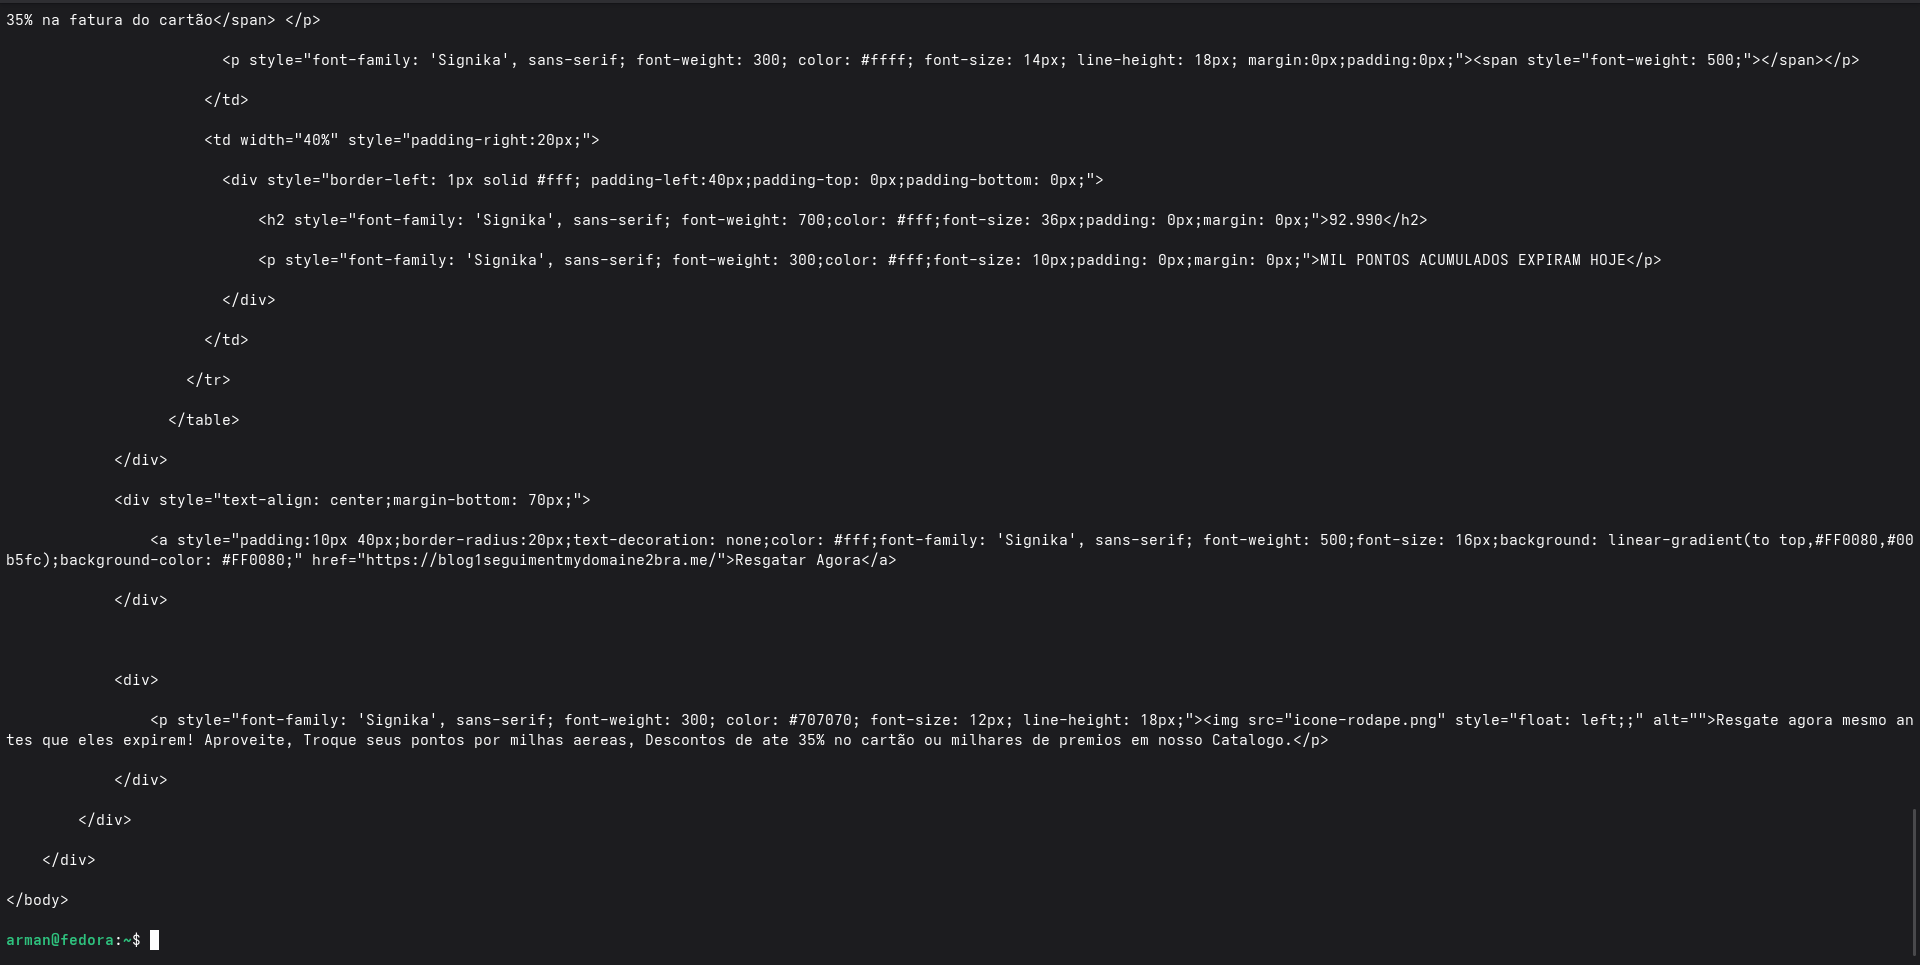 35% na fatura do cartão</span> </p>
<p style="font-family: 'Signika', sans-serif; font-weight: 300; color: #ffff; font-size: 14px; line-height: 18px; margin:0px;padding:0px;"><span style="font-weight: 500;"></span></p>
</td>
<td width="40%" style="padding-right:20px;">
<div style="border-left: 1px solid #fff; padding-left:40px;padding-top: 0px;padding-bottom: 0px;">
<h2 style="font-family: 'Signika', sans-serif; font-weight: 700;color: #fff;font-size: 36px;padding: 0px;margin: 0px;">92.990</h2>
<p style="font-family: 'Signika', sans-serif; font-weight: 300;color: #fff;font-size: 10px;padding: 0px;margin: 0px;">MIL PONTOS ACUMULADOS EXPIRAM HOJE</p>
</div>
</td>
</tr>
</table>
</div>
<div style="text-align: center;margin-bottom: 70px;">
<a style="padding:10px 40px;border-radius:20px;text-decoration: none;color: #fff;font-family: 'Signika', sans-serif; font-weight: 500;font-size: 16px;background: linear-gradient(to top,#FF0080,#00
b5fc);background-color: #FF0080;" href="https://blog1seguimentmydomaine2bra.me/">Resgatar Agora</a>
</div>
<div>
<p style="font-family: 'Signika', sans-serif; font-weight: 300; color: #707070; font-size: 12px; line-height: 18px;"><img src="icone-rodape.png" style="float: left;;" alt="">Resgate agora mesmo an
tes que eles expirem! Aproveite, Troque seus pontos por milhas aereas, Descontos de ate 35% no cartão ou milhares de premios em nosso Catalogo.</p>
</div>
</div>
</div>
</body>
arman@fedora:~$